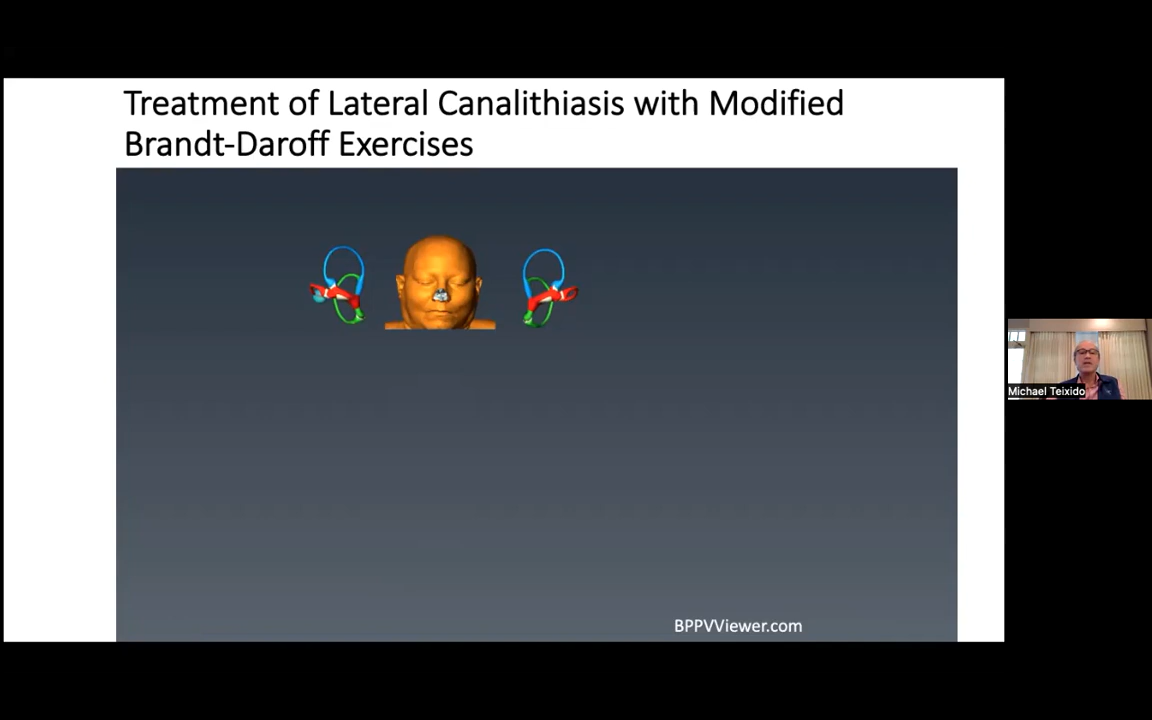 Treatment of Lateral Canalithiasis with Modified
Brandt-Daroff Exercises
Michael Teixido
BPPVViewer.com